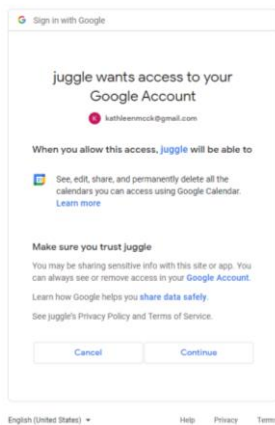 Sign in with Google
juggle wants access to your
Google Account
K kathleenmcck@gmail.com
When you allow this access, juggle will be able to
See, edit, share, and permanently delete all the
calendars you can access using Google Calendar.
Learn more
Make sure you trust juggle
You may be sharing sensitive info with this site or app. You
can always see or remove access in your Google Account.
Learn how Google helps you share data safely.
See juggle's Privacy Policy and Terms of Service.
Cancel Continue
English (United States) Help Privacy Terms